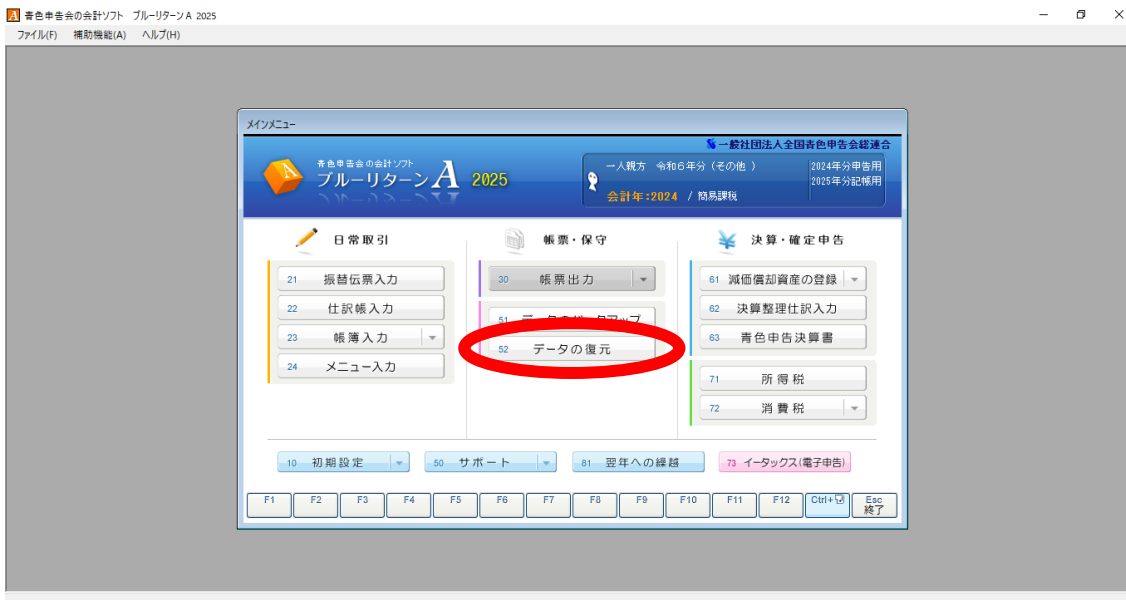 青色申告会の会計ソフト ブルーリターンA 2025
ファイル(F) 補助機能(A) ヘルプ(H)
メインメニュー
一般社団法人全国青色申告会総連合
青色申告会の会計ソフト
ブルーリターンA 2025
一人親方 令和6年分(その他 )
会計年:2024 / 簡易課税
2024年分申告用
2025年分記帳用
日常取引
21 振替伝票入力
22 仕訳帳入力
23 帳簿入力
24 メニュー入力
帳票・保守
30 帳票出力
51
52 データの復元
決算・確定申告
61 減価償却資産の登録
62 決算整理仕訳入力
63 青色申告決算書
71 所得税
72 消費税
10 初期設定
50 サポート
81 翌年への繰越
73 イータックス(電子申告)
F1 F2 F3 F4 F5 F6 F7 F8 F9 F10 F11 F12 Ctrl+ Esc
終了